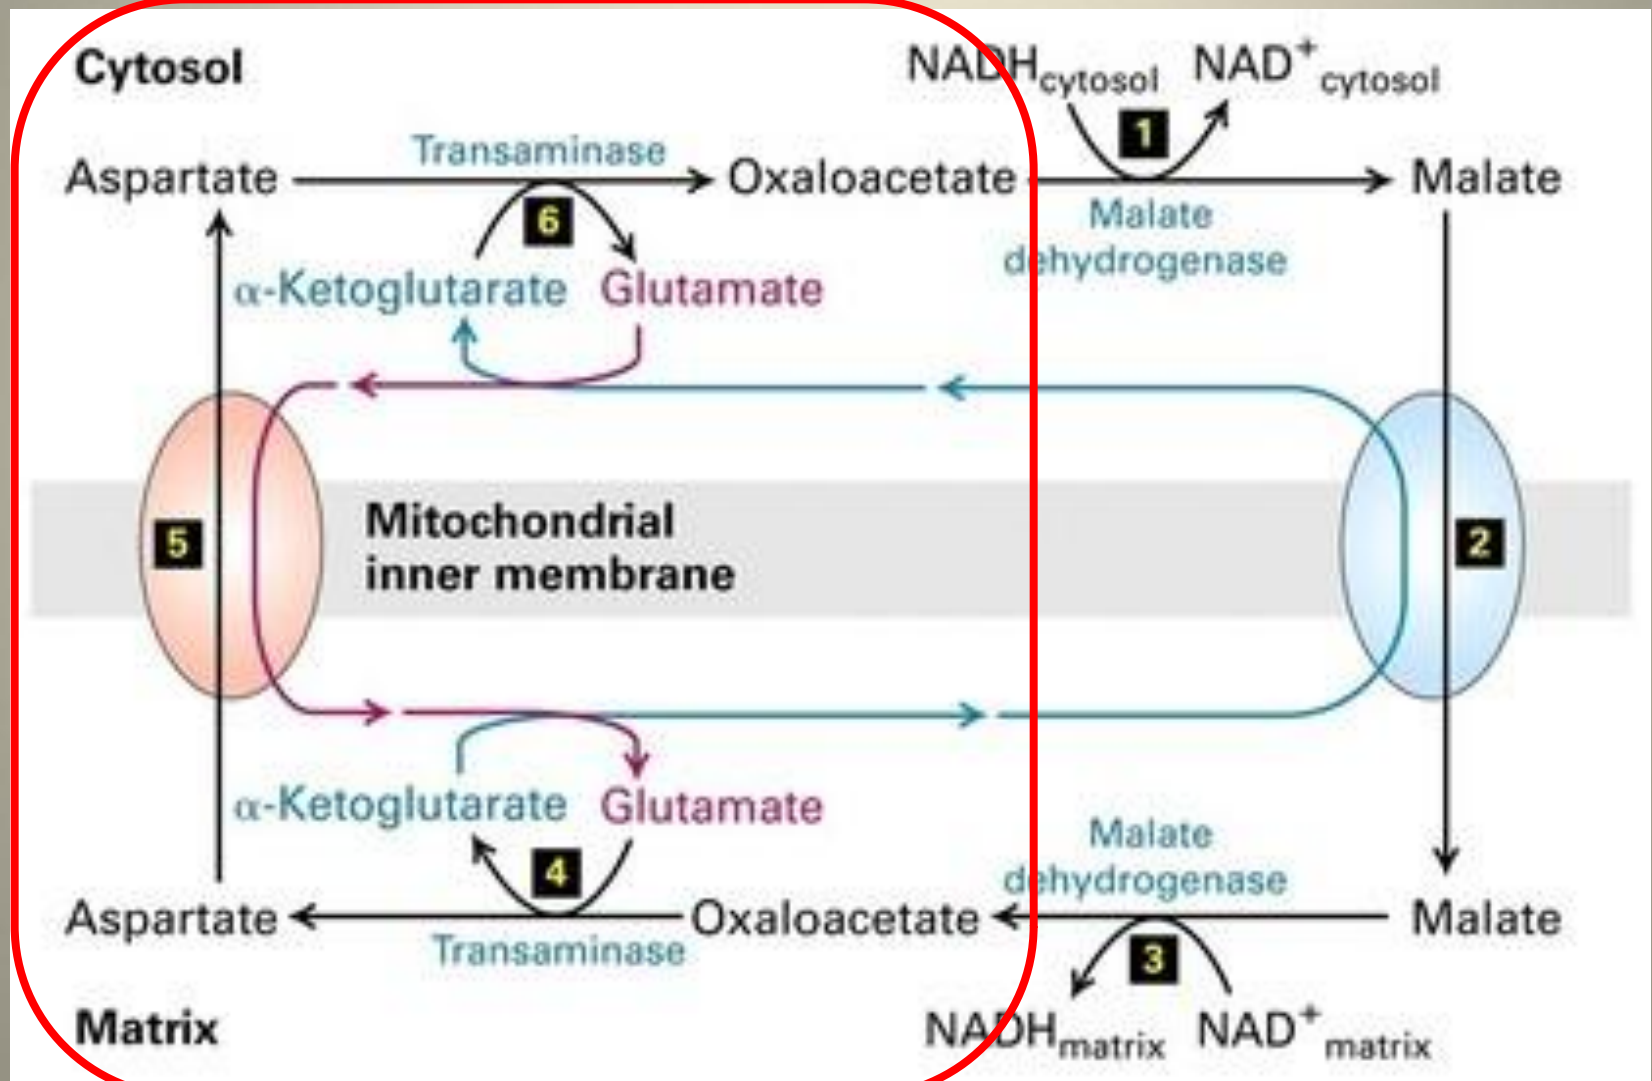 Cytosol
NADHcytosol NAD+cytosol
1
Transaminase
Aspartate Oxaloacetate Malate
6
Malate
dehydrogenase
α-Ketoglutarate Glutamate
Mitochondrial
inner membrane
5
2
α-Ketoglutarate Glutamate
Malate
dehydrogenase
4
Aspartate Oxaloacetate Malate
Transaminase
3
Matrix
NADHmatrix NAD+matrix